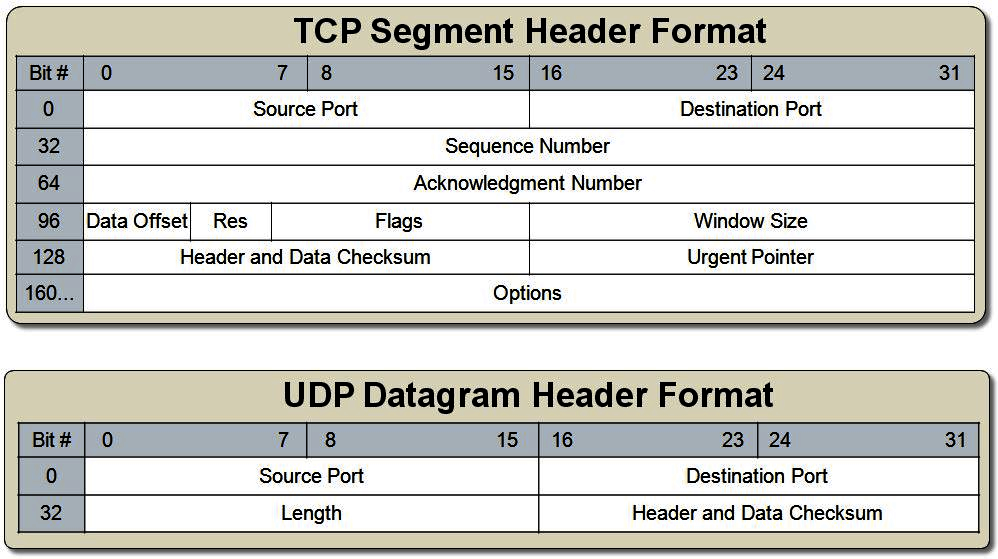 TCP Segment Header Format
Bit # 0 7 8 15 16 23 24 31
0 Source Port Destination Port
32 Sequence Number
64 Acknowledgment Number
96 Data Offset Res Flags Window Size
128 Header and Data Checksum Urgent Pointer
160... Options
UDP Datagram Header Format
Bit # 0 7 8 15 16 23 24 31
0 Source Port Destination Port
32 Length Header and Data Checksum